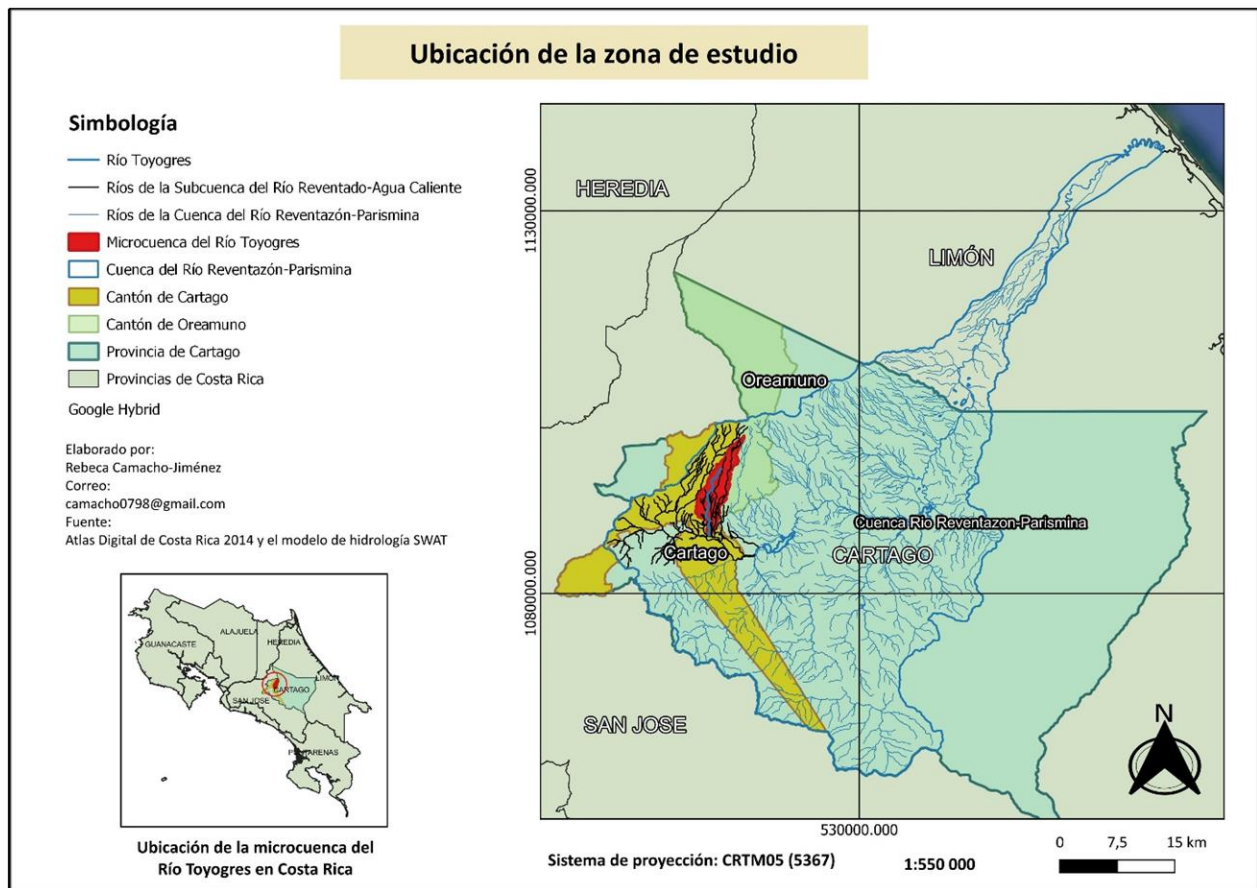 Ubicación de la zona de estudio
Simbología
Río Toyogres
Ríos de la Subcuenca del Río Reventado-Agua Caliente
Ríos de la Cuenca del Río Reventazón-Parismina
Microcuenca del Río Toyogres
Cuenca del Río Reventazón-Parismina
Cantón de Cartago
Cantón de Oreamuno
Provincia de Cartago
Provincias de Costa Rica
Google Hybrid
Elaborado por:
Rebeca Camacho-Jiménez
Correo:
camacho0798@gmail.com
Fuente:
Atlas Digital de Costa Rica 2014 y el modelo de hidrología SWAT
GUANACASTE
ALAJUELA
HEREDIA
LIMÓN
CARTAGO
SAN JOSE
PUNTARENAS
Ubicación de la microcuenca del
Río Toyogres en Costa Rica
HEREDIA
1130000.000
LIMÓN
Oreamuno
Cuenca Río Reventazon-Parismina
Cartago
CARTAGO
1080000.000
SAN JOSE
N
530000.000
Sistema de proyección: CRTM05 (5367)
1:550 000
0 7,5 15 km